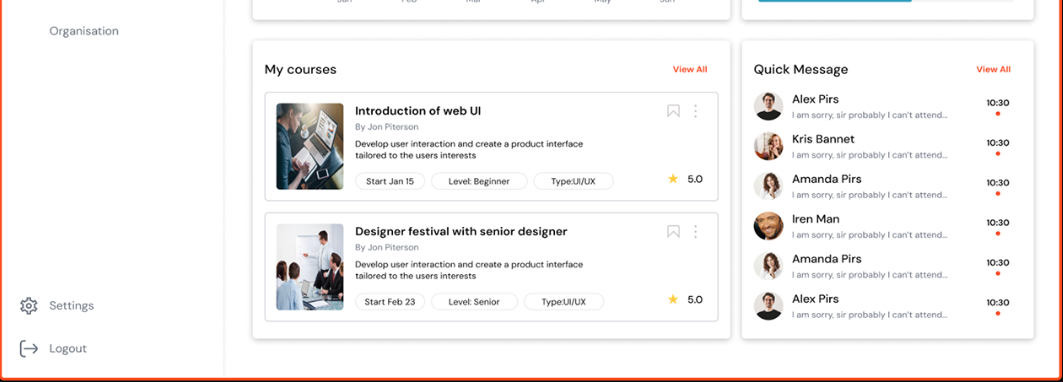 Jan Feb Mar Apr May Jun
Organisation
My courses
View All
Introduction of web UI
By Jon Piterson
Develop user interaction and create a product interface
tailored to the users interests
Start Jan 15
Level: Beginner
Type:UI/UX
5.0
Designer festival with senior designer
By Jon Piterson
Develop user interaction and create a product interface
tailored to the users interests
Start Feb 23
Level: Senior
Type:UI/UX
5.0
Quick Message
View All
Alex Pirs
10:30
I am sorry, sir probably I can't attend...
Kris Bannet
10:30
I am sorry, sir probably I can't attend...
Amanda Pirs
10:30
I am sorry, sir probably I can't attend...
Iren Man
10:30
I am sorry, sir probably I can't attend...
Amanda Pirs
10:30
I am sorry, sir probably I can't attend...
Alex Pirs
10:30
I am sorry, sir probably I can't attend...
Settings
Logout